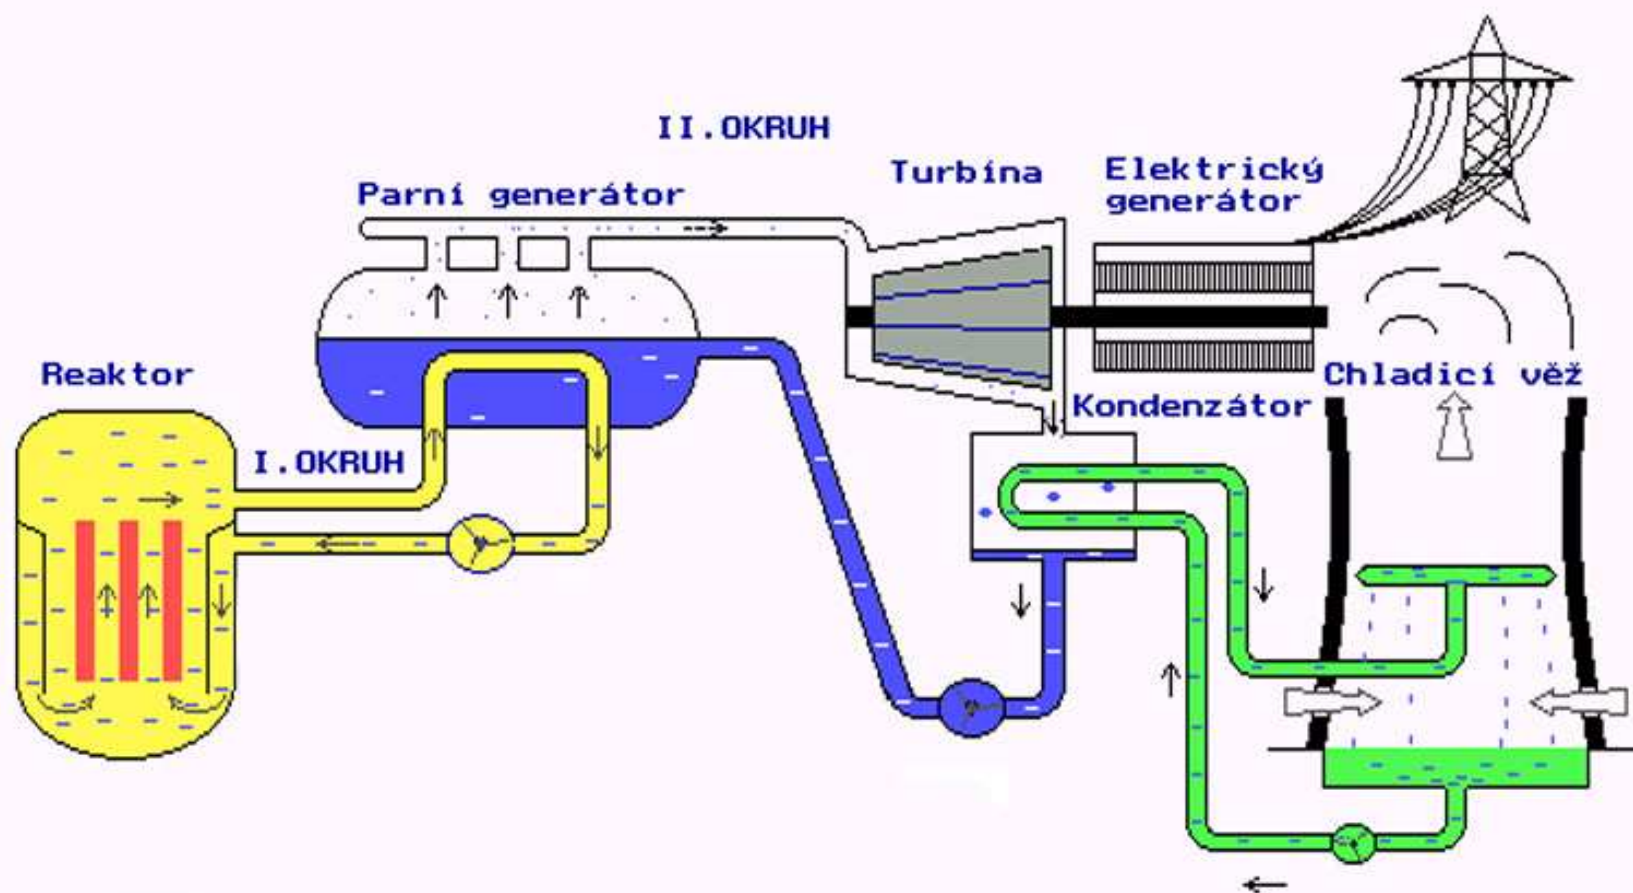 II.OKRUH
Parní generátor
Turbína
Elektrický
generátor
Reaktor
I.OKRUH
Kondenzátor
Chladicí věž